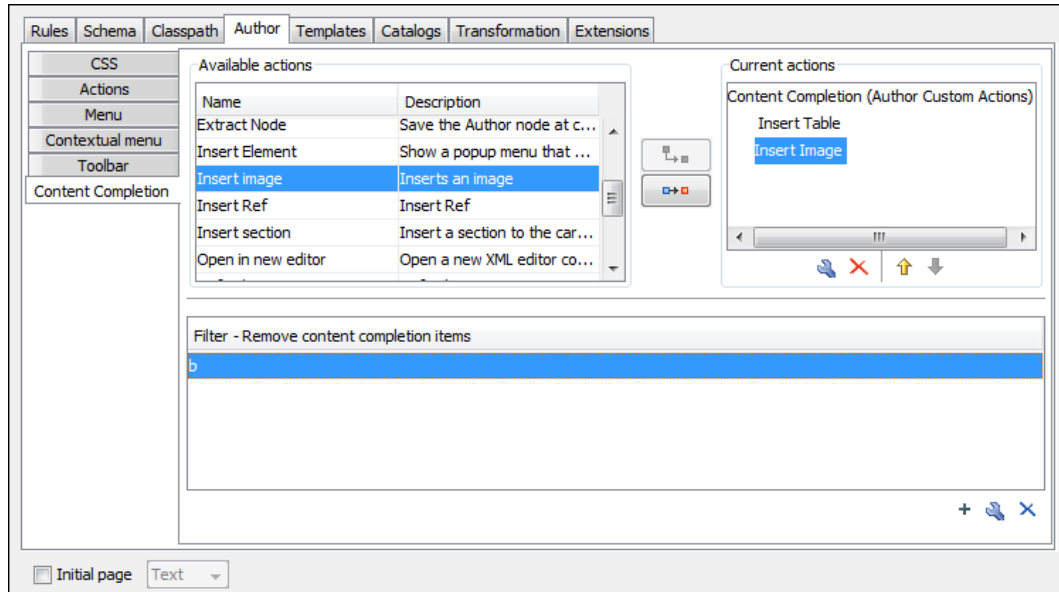 Rules Schema Classpath Author Templates Catalogs Transformation Extensions
CSS
Actions
Menu
Contextual menu
Toolbar
Content Completion
Available actions
Name Description
Extract Node Save the Author node at c...
Insert Element Show a popup menu that ...
Insert image Inserts an image
Insert Ref Insert Ref
Insert section Insert a section to the car...
Open in new editor Open a new XML editor co...
Current actions
Content Completion (Author Custom Actions)
Insert Table
Insert Image
Filter - Remove content completion items
b
Initial page Text